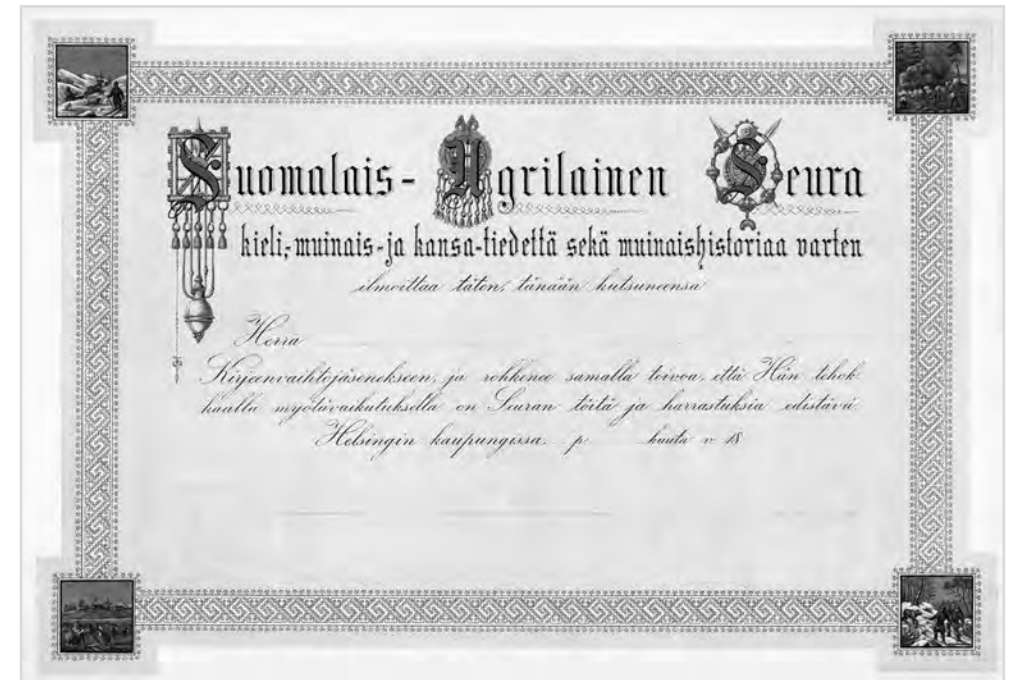 Suomalais-Ugrilainen Seura
kieli-, muinais- ja kansa-tiedettä sekä muinaishistoriaa varten
ilmoittaa täten, tänään kutsuneensa
Herra
Kirjeenvaihtojäsenekseen, ja rohkenee samalla toivoa, että Hän tehok-
kaalla myötävaikutuksella on Seuran töitä ja harrastuksia edistävä.
Helsingin kaupungissa, p. kuuta v. 18